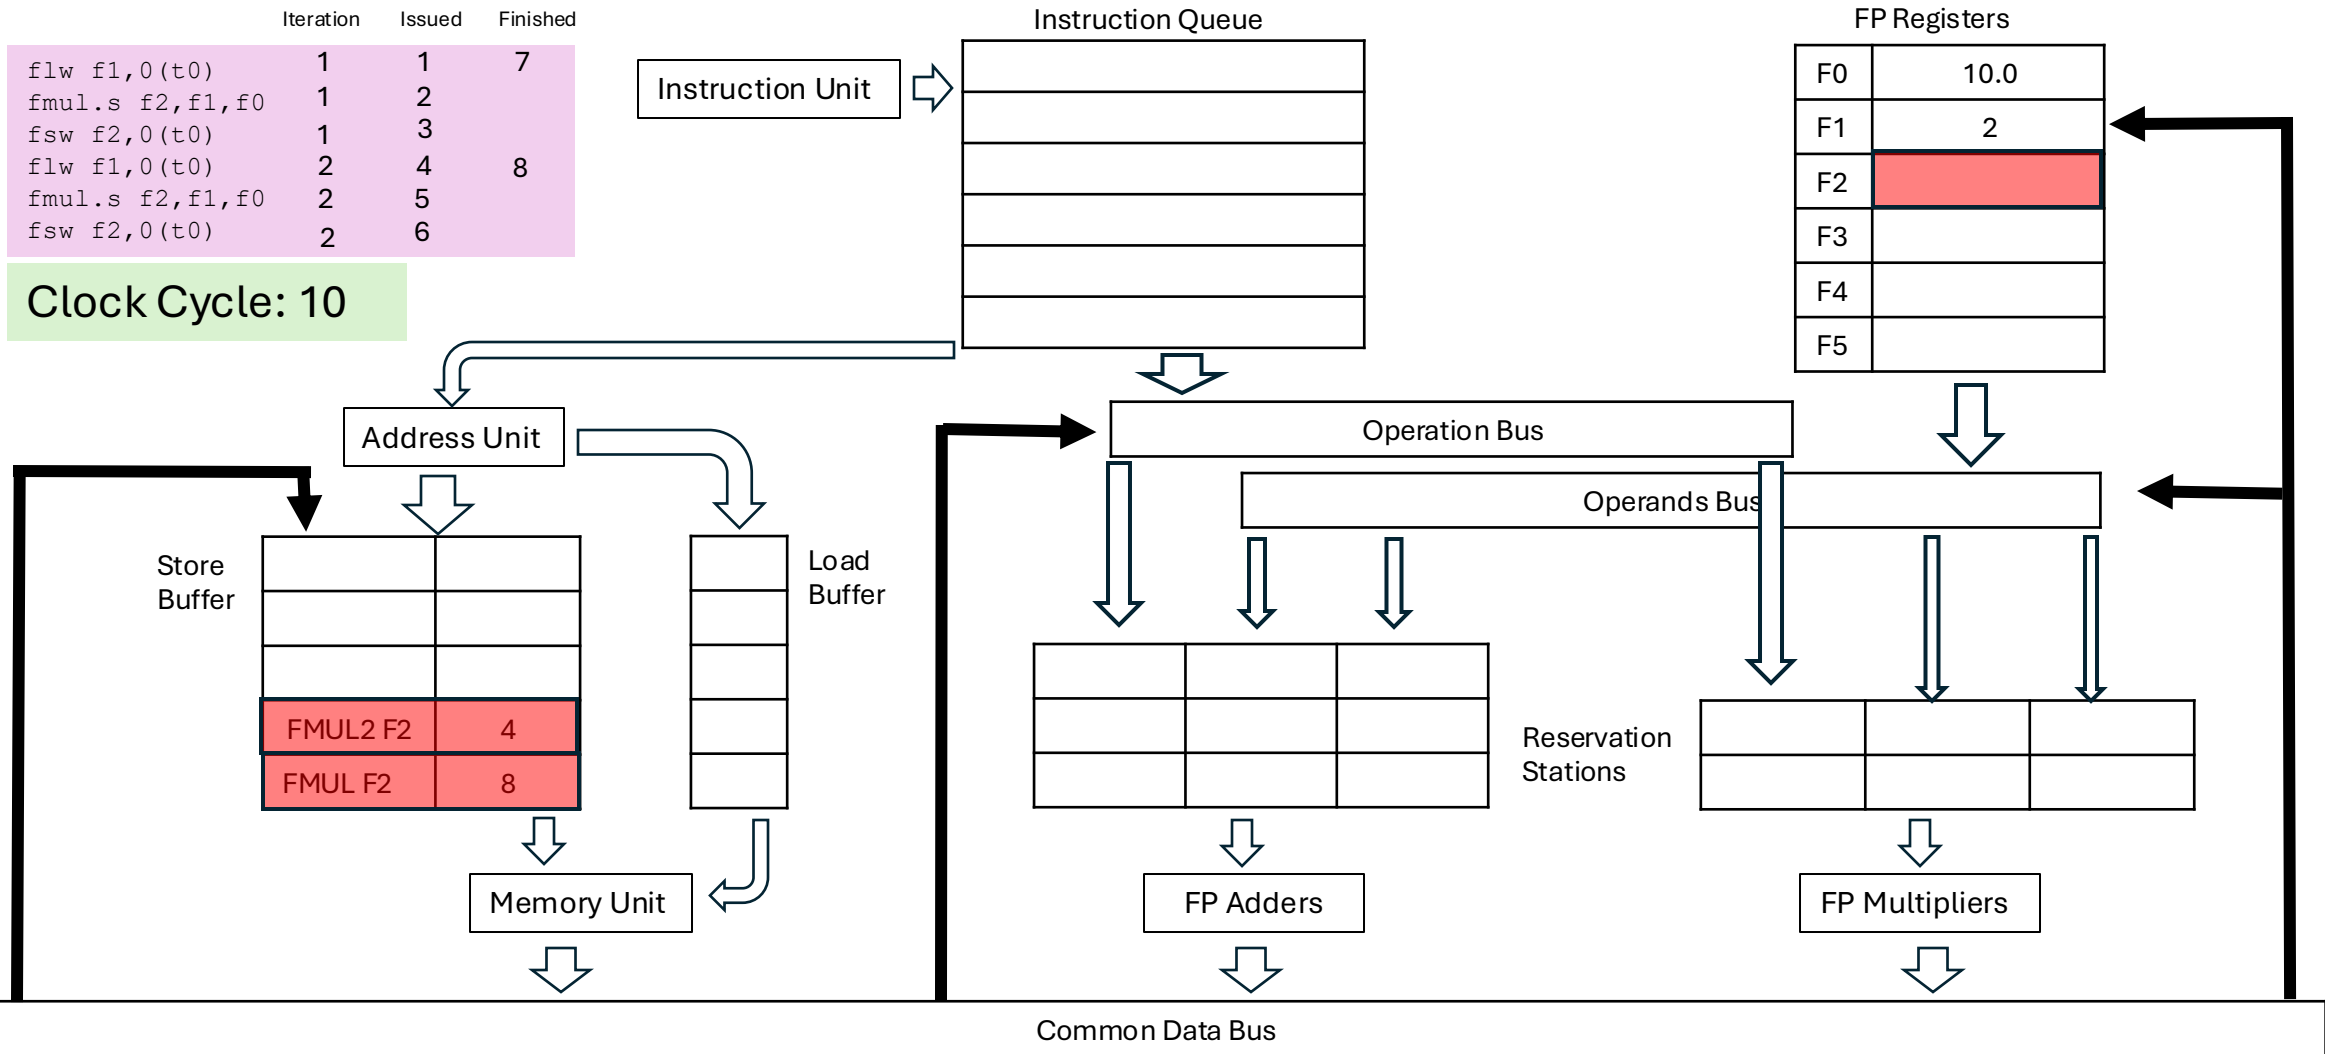 Iteration Issued Finished
flw f1,0(t0) 1 1 7
fmul.s f2,f1,f0 1 2
fsw f2,0(t0) 1 3
flw f1,0(t0) 2 4 8
fmul.s f2,f1,f0 2 5
fsw f2,0(t0) 2 6
Clock Cycle: 10
Instruction Unit
Instruction Queue
FP Registers
F0 10.0
F1 2
F2
F3
F4
F5
Address Unit
Operation Bus
Operands Bus
Store
Buffer
Load
Buffer
FMUL2 F2 4
FMUL F2 8
Reservation
Stations
Memory Unit
FP Adders
FP Multipliers
Common Data Bus